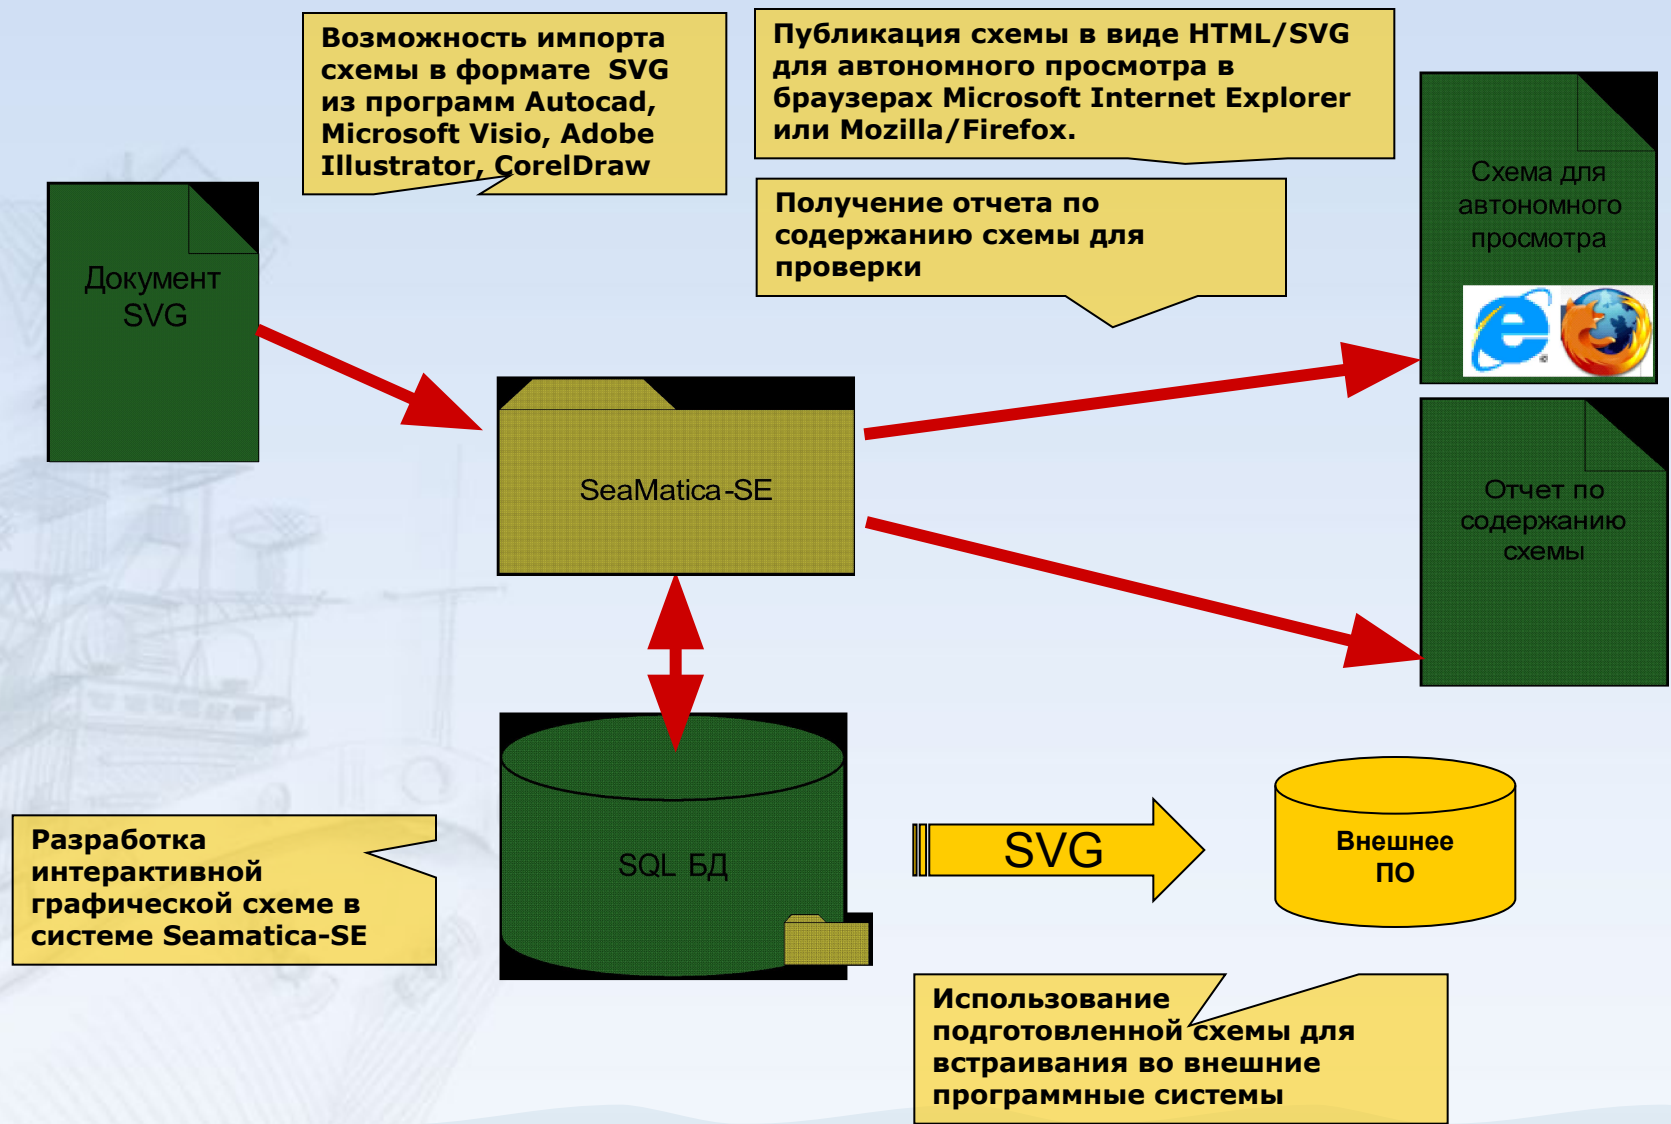 Возможность импорта
схемы в формате SVG
из программ Autocad,
Microsoft Visio, Adobe
Illustrator, CorelDraw
Публикация схемы в виде HTML/SVG
для автономного просмотра в
браузерах Microsoft Internet Explorer
или Mozilla/Firefox.
Получение отчета по
содержанию схемы для
проверки
Схема для
автономного
просмотра
Документ
SVG
SeaMatica-SE
Отчет по
содержанию
схемы
Разработка
интерактивной
графической схеме в
системе Seamatica-SE
SQL БД
SVG
Внешнее
ПО
Использование
подготовленной схемы для
встраивания во внешние
программные системы